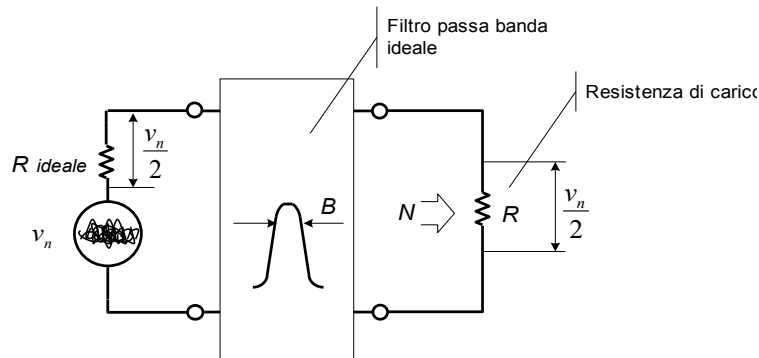 Filtro passa banda
ideale
Resistenza di carico
v_n
2
R ideale
v_n
B
N
R
v_n
2